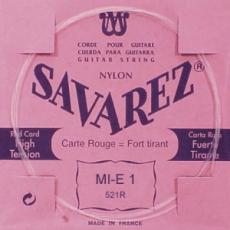 CORDE POUR GUITARE
CUERDA PARA GUITARRA
GUITAR STRING
NYLON
SAVAREZ®
Red Card
High
Tension
Carte Rouge = Fort tirant
Carta Roja
Fuerte
Tirante
MI-E 1
521R
MADE IN FRANCE